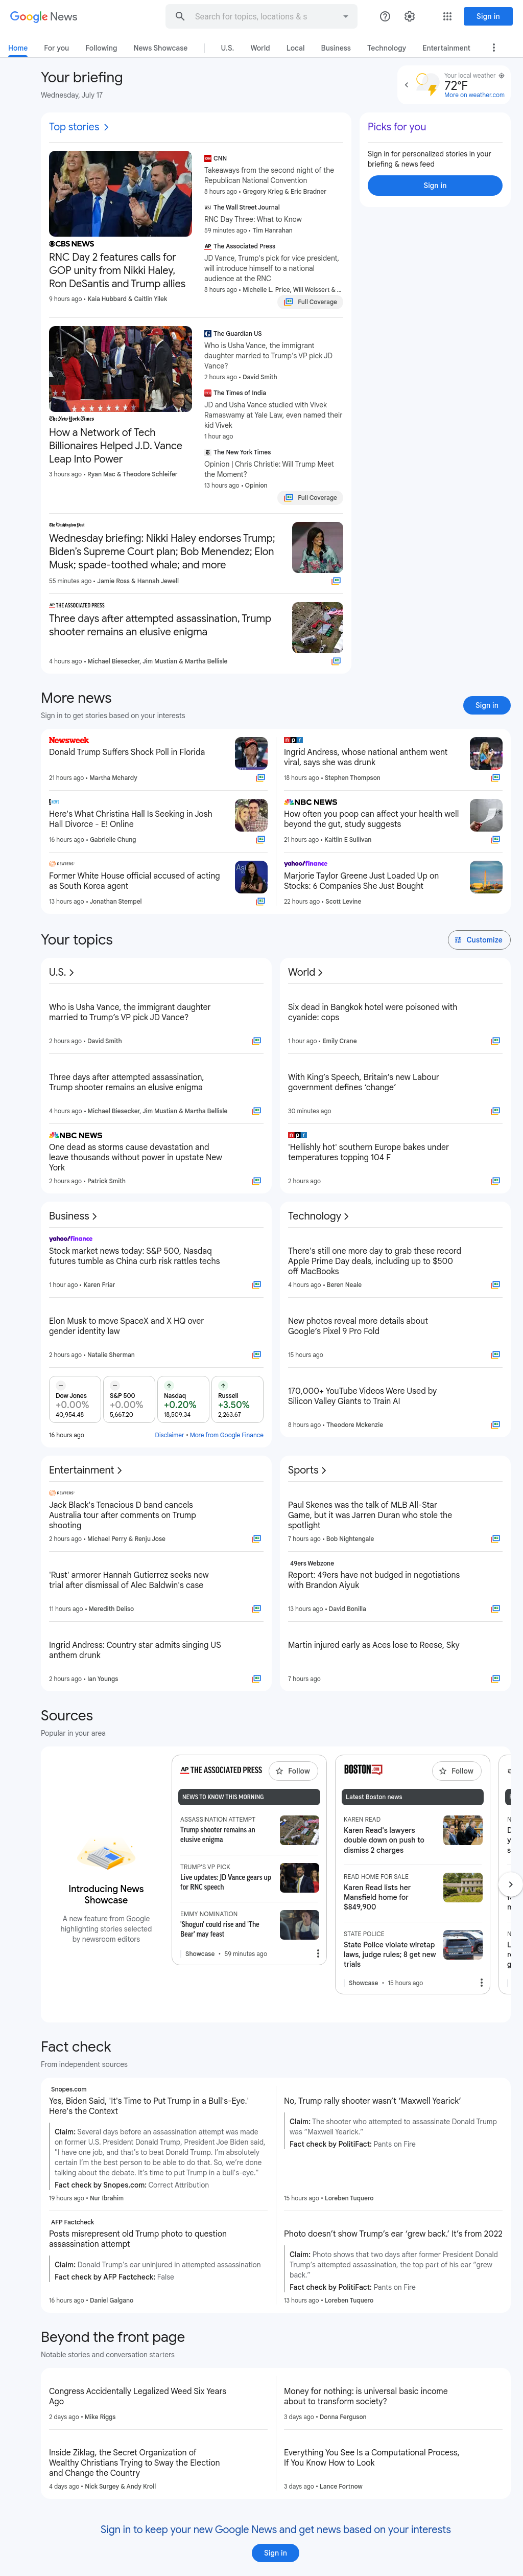 Google News
Search for topics, locations & s
Sign in
Home
For you
Following
News Showcase
U.S.
World
Local
Business
Technology
Entertainment
Your briefing
Wednesday, July 17
Your local weather
72°F
More on weather.com
Top stories
CBS NEWS
RNC Day 2 features calls for
GOP unity from Nikki Haley,
Ron DeSantis and Trump allies
9 hours ago • Kaia Hubbard & Caitlin Yilek
CNN
Takeaways from the second night of the
Republican National Convention
8 hours ago • Gregory Krieg & Eric Bradner
The Wall Street Journal
RNC Day Three: What to Know
59 minutes ago • Tim Hanrahan
AP The Associated Press
JD Vance, Trump's pick for vice president,
will introduce himself to a national
audience at the RNC
8 hours ago • Michelle L. Price, Will Weissert & ...
Full Coverage
Picks for you
Sign in for personalized stories in your
briefing & news feed
Sign in
The New York Times
How a Network of Tech
Billionaires Helped J.D. Vance
Leap Into Power
3 hours ago • Ryan Mac & Theodore Schleifer
The Guardian US
Who is Usha Vance, the immigrant
daughter married to Trump's VP pick JD
Vance?
2 hours ago • David Smith
The Times of India
JD and Usha Vance studied with Vivek
Ramaswamy at Yale Law, even named their
kid Vivek
1 hour ago
The New York Times
Opinion | Chris Christie: Will Trump Meet
the Moment?
13 hours ago • Opinion
Full Coverage
The Washington Post
Wednesday briefing: Nikki Haley endorses Trump;
Biden's Supreme Court plan; Bob Menendez; Elon
Musk; spade-toothed whale; and more
55 minutes ago • Jamie Ross & Hannah Jewell
AP THE ASSOCIATED PRESS
Three days after attempted assassination, Trump
shooter remains an elusive enigma
4 hours ago • Michael Biesecker, Jim Mustian & Martha Bellisle
More news
Sign in to get stories based on your interests
Sign in
Newsweek
Donald Trump Suffers Shock Poll in Florida
21 hours ago • Martha Mchardy
npr
Ingrid Andress, whose national anthem went
viral, says she was drunk
18 hours ago • Stephen Thompson
Here's What Christina Hall Is Seeking in Josh
Hall Divorce - E! Online
16 hours ago • Gabrielle Chung
NBC NEWS
How often you poop can affect your health well
beyond the gut, study suggests
21 hours ago • Kaitlin E Sullivan
REUTERS
Former White House official accused of acting
as South Korea agent
13 hours ago • Jonathan Stempel
yahoo!finance
Marjorie Taylor Greene Just Loaded Up on
Stocks: 6 Companies She Just Bought
22 hours ago • Scott Levine
Your topics
Customize
U.S.
Who is Usha Vance, the immigrant daughter
married to Trump's VP pick JD Vance?
2 hours ago • David Smith
Three days after attempted assassination,
Trump shooter remains an elusive enigma
4 hours ago • Michael Biesecker, Jim Mustian & Martha Bellisle
NBC NEWS
One dead as storms cause devastation and
leave thousands without power in upstate New
York
2 hours ago • Patrick Smith
World
Six dead in Bangkok hotel were poisoned with
cyanide: cops
1 hour ago • Emily Crane
With King's Speech, Britain's new Labour
government defines 'change'
30 minutes ago
npr
'Hellishly hot' southern Europe bakes under
temperatures topping 104 F
2 hours ago
Business
yahoo!finance
Stock market news today: S&P 500, Nasdaq
futures tumble as China curb risk rattles techs
1 hour ago • Karen Friar
Elon Musk to move SpaceX and X HQ over
gender identity law
2 hours ago • Natalie Sherman
Dow Jones
+0.00%
40,954.48
S&P 500
+0.00%
5,667.20
Nasdaq
+0.20%
18,509.34
Russell
+3.50%
2,263.67
16 hours ago
Disclaimer • More from Google Finance
Technology
There's still one more day to grab these record
Apple Prime Day deals, including up to $500
off MacBooks
4 hours ago • Beren Neale
New photos reveal more details about
Google's Pixel 9 Pro Fold
15 hours ago
170,000+ YouTube Videos Were Used by
Silicon Valley Giants to Train AI
8 hours ago • Theodore Mckenzie
Entertainment
REUTERS
Jack Black's Tenacious D band cancels
Australia tour after comments on Trump
shooting
2 hours ago • Michael Perry & Renju Jose
'Rust' armorer Hannah Gutierrez seeks new
trial after dismissal of Alec Baldwin's case
11 hours ago • Meredith Deliso
Ingrid Address: Country star admits singing US
anthem drunk
2 hours ago • Ian Youngs
Sports
Paul Skenes was the talk of MLB All-Star
Game, but it was Jarren Duran who stole the
spotlight
7 hours ago • Bob Nightengale
49ers Webzone
Report: 49ers have not budged in negotiations
with Brandon Aiyuk
13 hours ago • David Bonilla
Martin injured early as Aces lose to Reese, Sky
7 hours ago
Sources
Popular in your area
Introducing News
Showcase
A new feature from Google
highlighting stories selected
by newsroom editors
AP THE ASSOCIATED PRESS
Follow
NEWS TO KNOW THIS MORNING
ASSASSINATION ATTEMPT
Trump shooter remains an
elusive enigma
TRUMP'S VP PICK
Live updates: JD Vance gears up
for RNC speech
EMMY NOMINATION
'Shogun' could rise and 'The
Bear' may feast
Showcase • 59 minutes ago
BOSTON.COM
Follow
Latest Boston news
KAREN READ
Karen Read's lawyers
double down on push to
dismiss 2 charges
READ HOME FOR SALE
Karen Read lists her
Mansfield home for
$849,900
STATE POLICE
State Police violate wiretap
laws, judge rules; 8 get new
trials
Showcase • 15 hours ago
Fact check
From independent sources
Snopes.com
Yes, Biden Said, 'It's Time to Put Trump in a Bull's-Eye.'
Here's the Context
Claim: Several days before an assassination attempt was made
on former U.S. President Donald Trump, President Joe Biden said,
"I have one job, and that's to beat Donald Trump. I'm absolutely
certain I'm the best person to be able to do that. So, we're done
talking about the debate. It's time to put Trump in a bull's-eye."
Fact check by Snopes.com: Correct Attribution
19 hours ago • Nur Ibrahim
No, Trump rally shooter wasn't 'Maxwell Yearick'
Claim: The shooter who attempted to assassinate Donald Trump
was "Maxwell Yearick."
Fact check by PolitiFact: Pants on Fire
15 hours ago • Loreben Tuquero
AFP Factcheck
Posts misrepresent old Trump photo to question
assassination attempt
Claim: Donald Trump's ear uninjured in attempted assassination
Fact check by AFP Factcheck: False
16 hours ago • Daniel Galgano
Photo doesn't show Trump's ear 'grew back.' It's from 2022
Claim: Photo shows that two days after former President Donald
Trump's attempted assassination, the top part of his ear "grew
back."
Fact check by PolitiFact: Pants on Fire
13 hours ago • Loreben Tuquero
Beyond the front page
Notable stories and conversation starters
Congress Accidentally Legalized Weed Six Years
Ago
2 days ago • Mike Riggs
Money for nothing: is universal basic income
about to transform society?
3 days ago • Donna Ferguson
Inside Ziklag, the Secret Organization of
Wealthy Christians Trying to Sway the Election
and Change the Country
4 days ago • Nick Surgey & Andy Kroll
Everything You See Is a Computational Process,
If You Know How to Look
3 days ago • Lance Fortnow
Sign in to keep your new Google News and get news based on your interests
Sign in